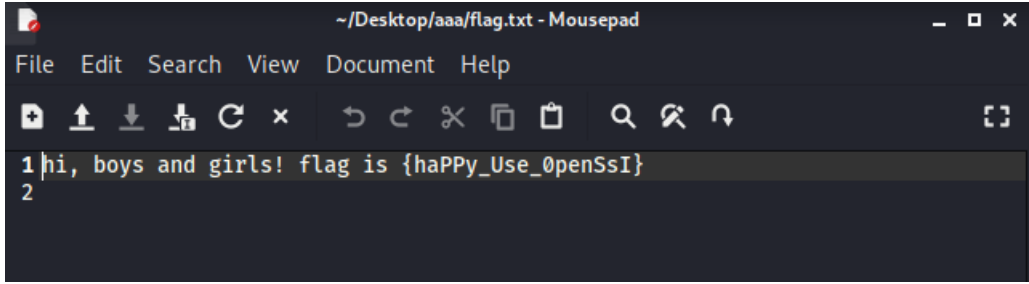 ~/Desktop/aaa/flag.txt - Mousepad
File Edit Search View Document Help
1 hi, boys and girls! flag is {haPPy_Use_0penSsI}
2